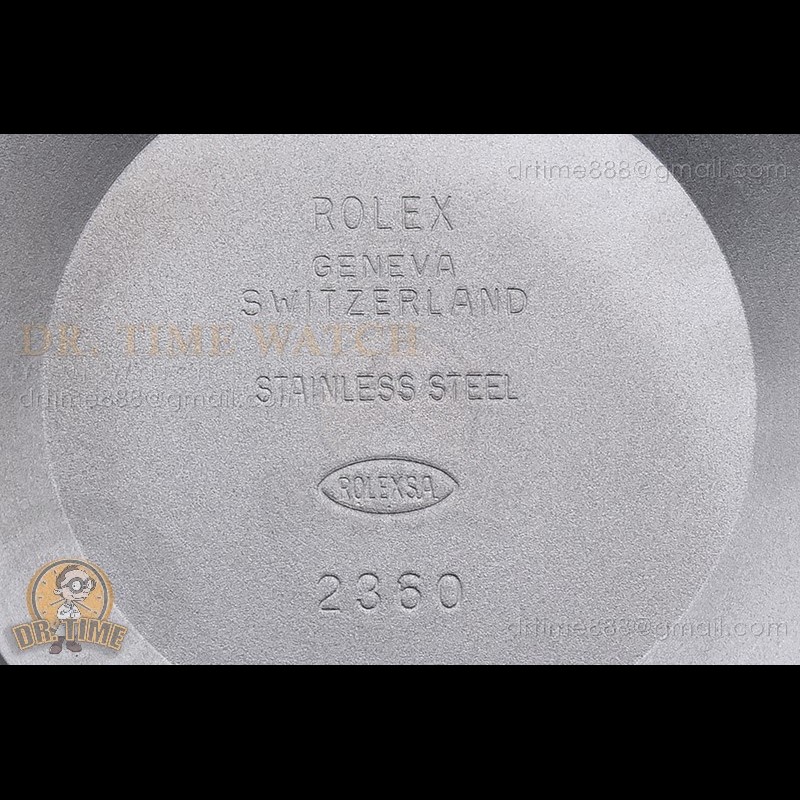 drtime888@gmail.com
ROLEX
GENEVA
SWITZERLAND
DR. TIME WATCH
STAINLESS STEEL
drtime888@gmail.com
ROLEXSA
2360
DR. TIME
drtime888@gmail.com